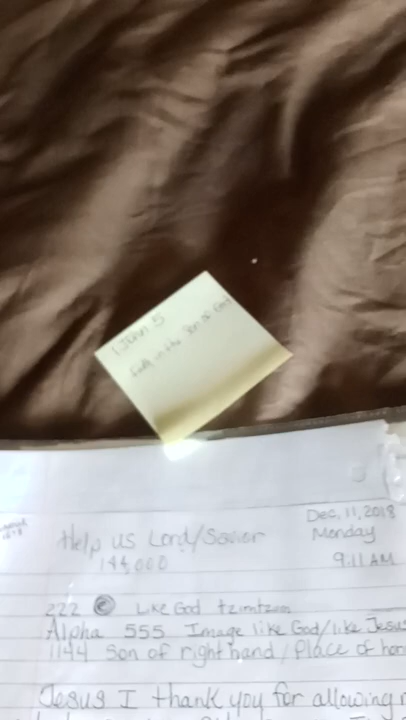 1 John 5
Faith in the Son of God
Dec. 11, 2018
Help us Lord/Savior
Monday
144,000
9:11 AM
222 © Like God tzimtzum
Alpha 555 Image like God/like Jesus
1144 Son of right hand / Place of hon
Jesus I thank you for allowing